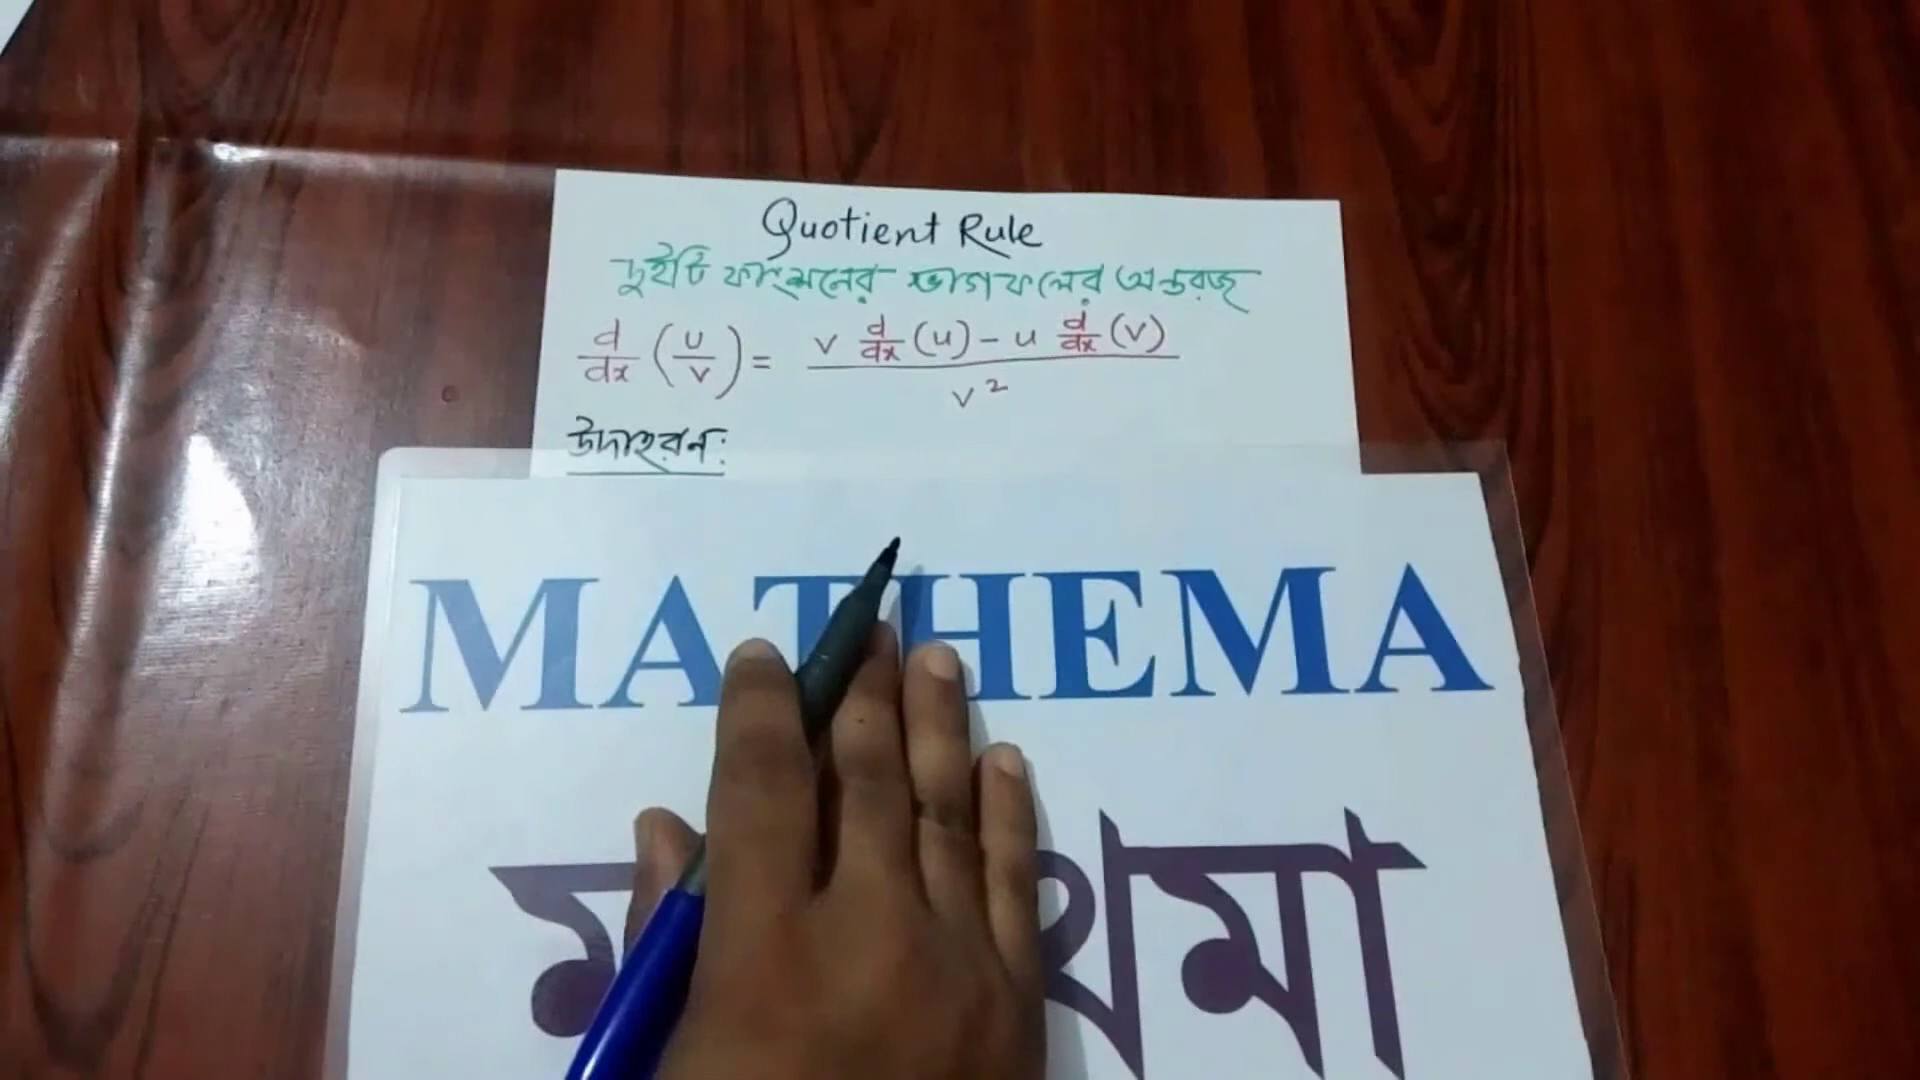 Quotient Rule
দুইটি ফাংশনের ভাগফলের অন্তরজ
d/dx (u/v) = (v d/dx (u) - u d/dx (v)) / v²
উদাহরন:
MATHEMA